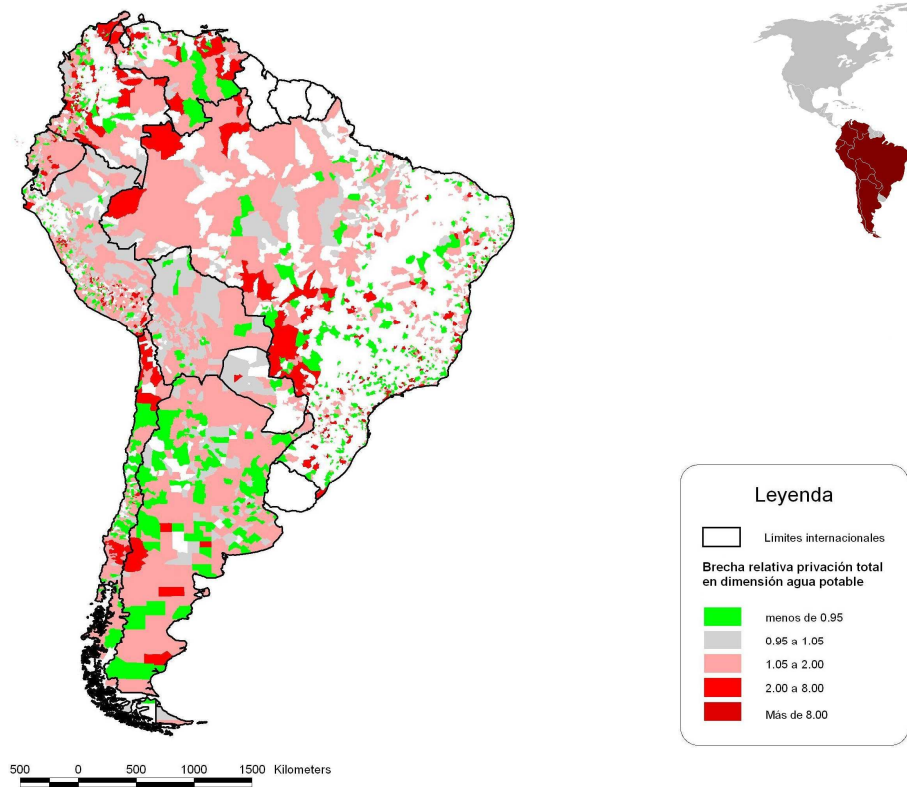 Leyenda
Limites internacionales
Brecha relativa privación total
en dimensión agua potable
menos de 0.95
0.95 a 1.05
1.05 a 2.00
2.00 a 8.00
Más de 8.00
500 0 500 1000 1500 Kilometers